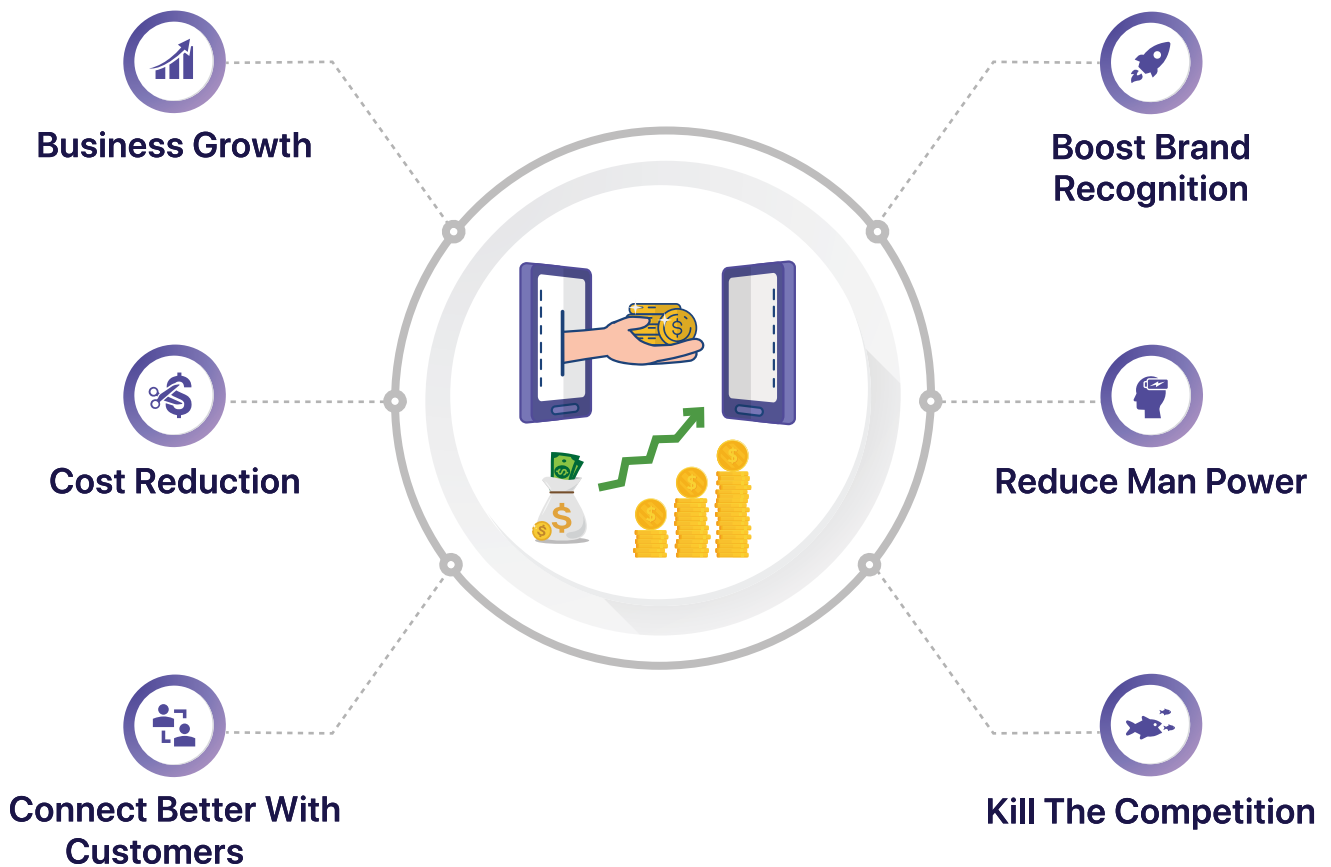 Business Growth
Boost Brand
Recognition
Cost Reduction
Reduce Man Power
Connect Better With
Customers
Kill The Competition